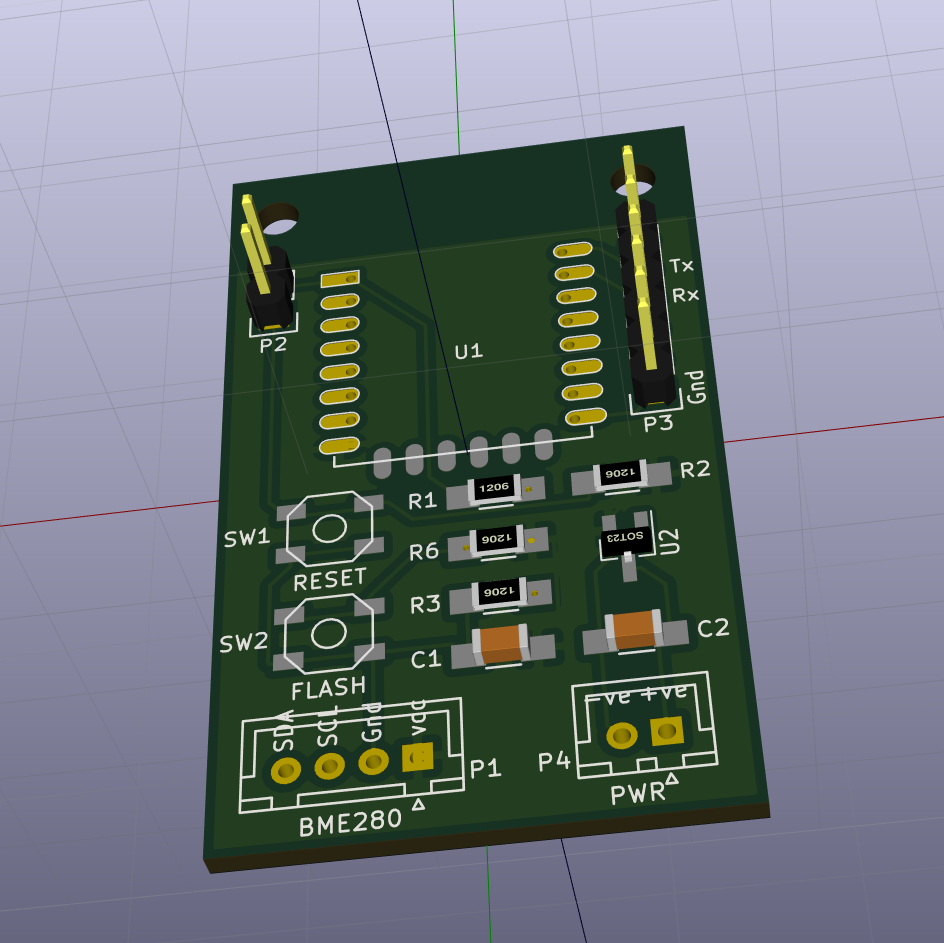 Tx
Rx
P2
U1
Gnd
P3
R1
1206
1206
R2
SW1
RESET
R6
1206
SOT23
U2
R3
1206
SW2
FLASH
C1
C2
SDA
SCL
Gnd
vcc
P1
BME280
-ve +ve
P4
PWR